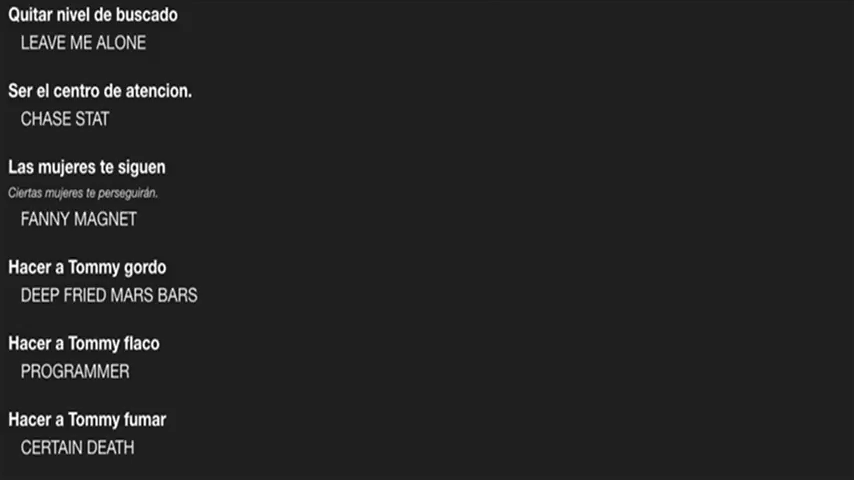 Quitar nivel de buscado
LEAVE ME ALONE
Ser el centro de atencion.
CHASE STAT
Las mujeres te siguen
Ciertas mujeres te perseguirán.
FANNY MAGNET
Hacer a Tommy gordo
DEEP FRIED MARS BARS
Hacer a Tommy flaco
PROGRAMMER
Hacer a Tommy fumar
CERTAIN DEATH